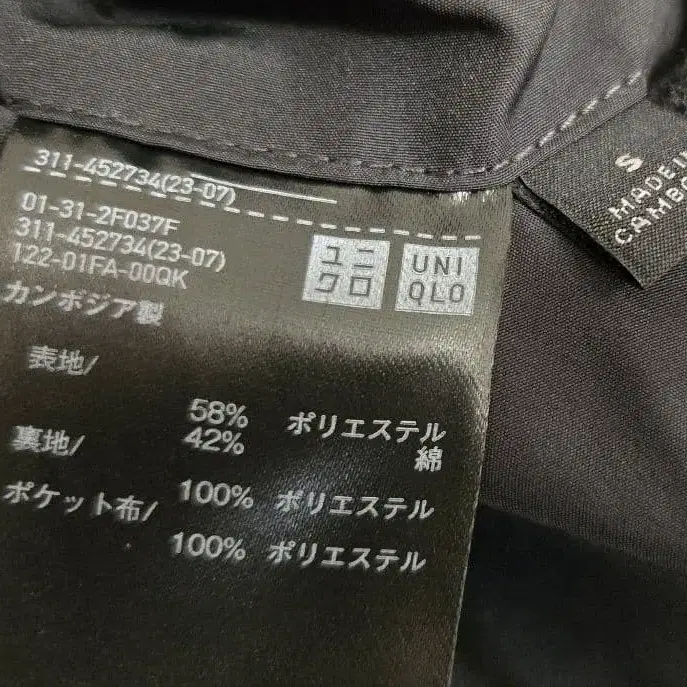 311-452734(23-07)
01-31-2F037F
311-452734(23-07)
122-01FA-00QK
ユニ
クロ
UNI
QLO
カンボジア製
表地/
58% ポリエステル
42% 綿
裏地/
100% ポリエステル
ポケット布/
100% ポリエステル
S
MADE IN